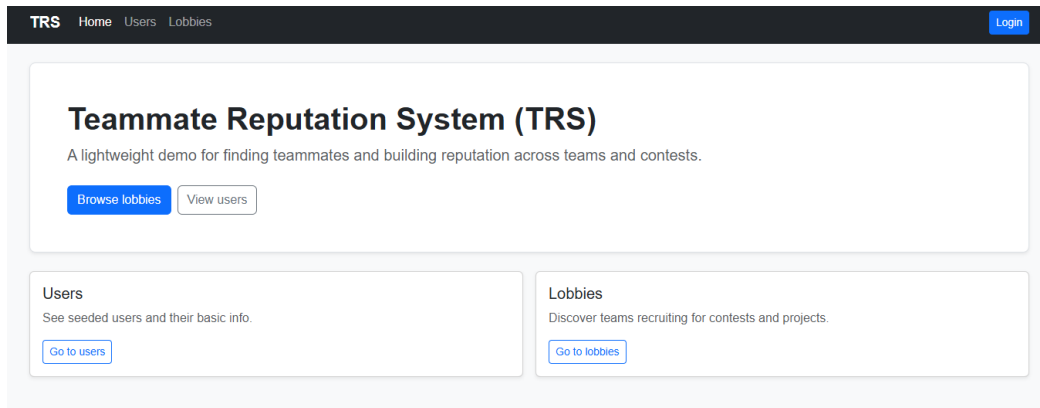 TRS Home Users Lobbies Login
Teammate Reputation System (TRS)
A lightweight demo for finding teammates and building reputation across teams and contests.
Browse lobbies View users
Users
See seeded users and their basic info.
Go to users
Lobbies
Discover teams recruiting for contests and projects.
Go to lobbies